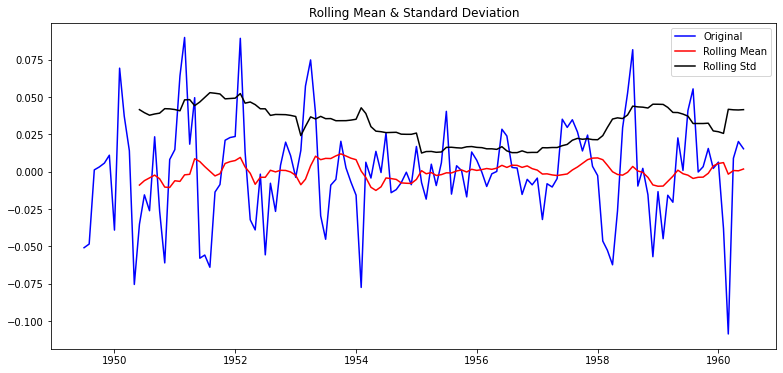 Rolling Mean & Standard Deviation
Original
Rolling Mean
Rolling Std
0.075
0.050
0.025
0.000
−0.025
−0.050
−0.075
−0.100
1950 1952 1954 1956 1958 1960